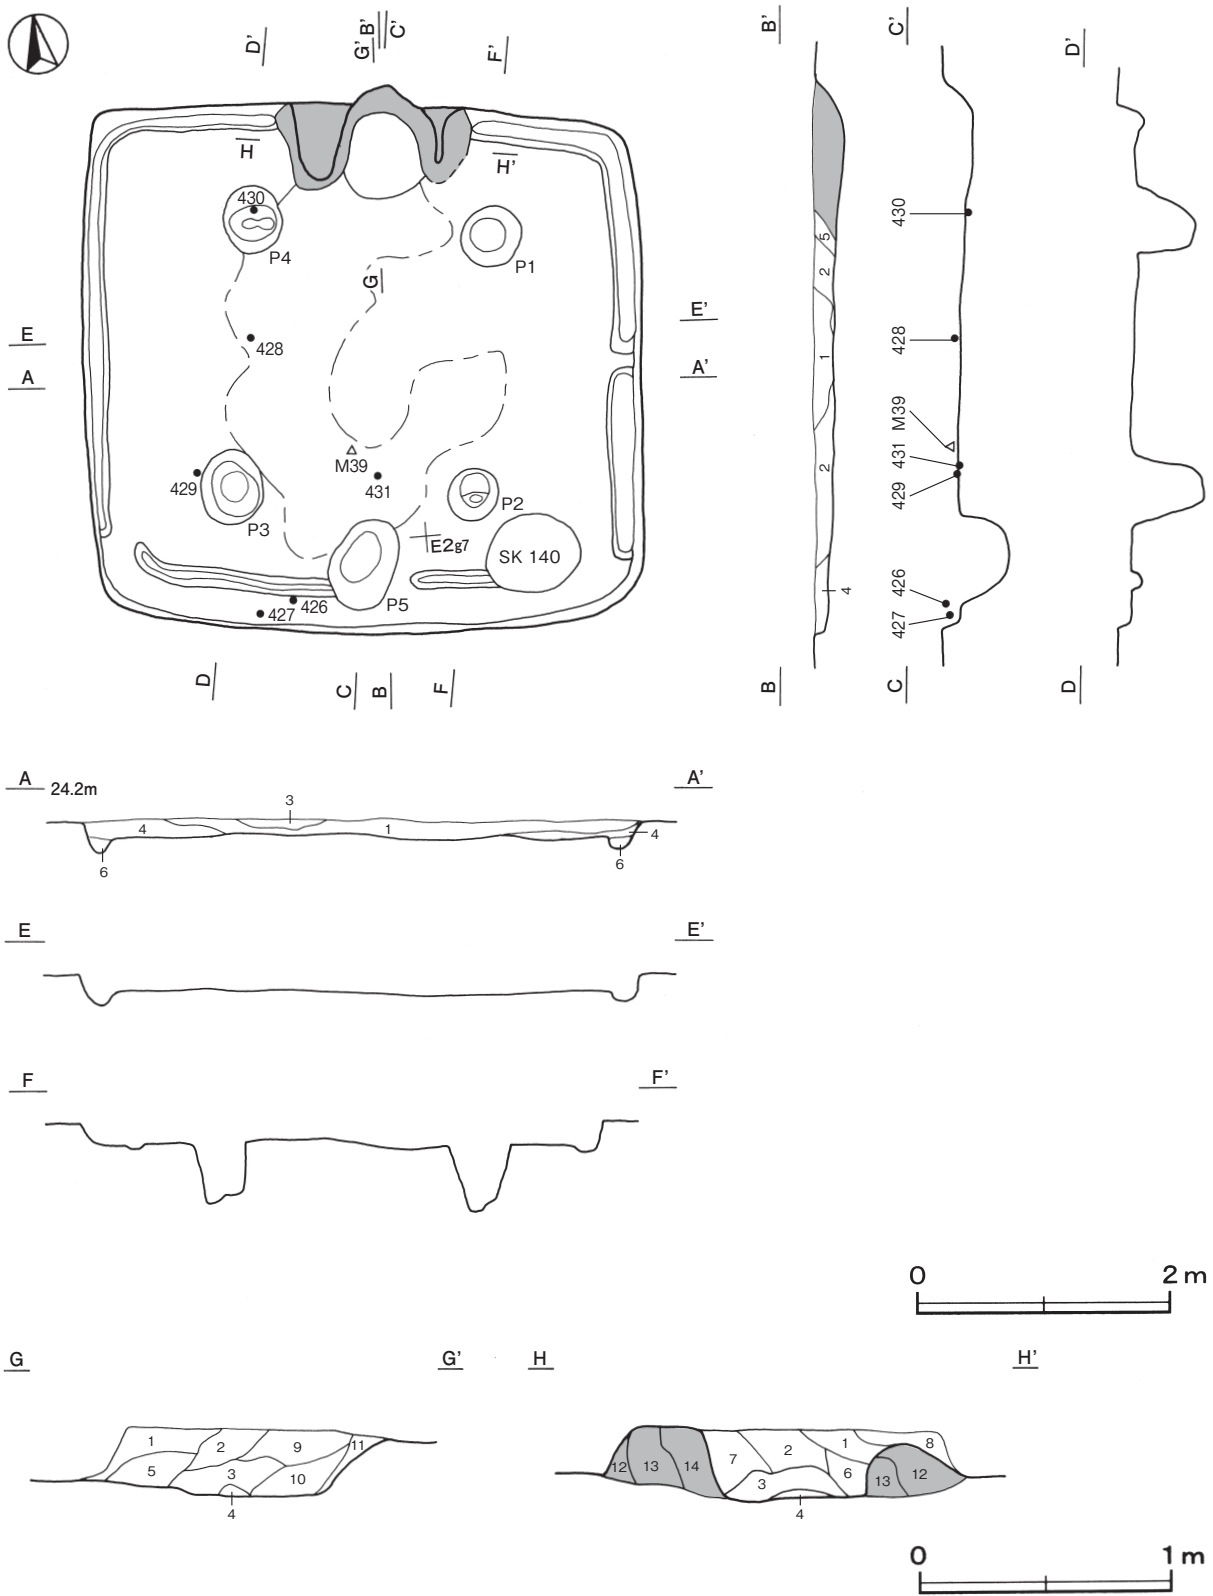 D' G' B' C' F' B' C' D'
H H'
430
P4 P1
G
E E'
428
A A'
M39
429 431
P3 P2
E2g7
SK 140
426
427 P5
D C B F
5
2
1
2
4
B
430
428
M39
431
429
426
427
C
D
A 24.2m A'
3
4 1 4
6 6
E E'
F F'
0 2 m
G G' H H'
1 2 9 11
5 3 10
4
12 13 14 7 2 1 8
3 6 13 12
4
0 1 m